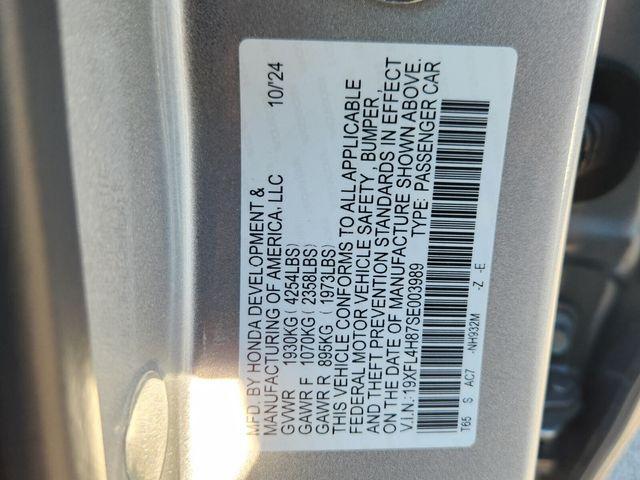 MFD. BY HONDA DEVELOPMENT & 10/'24
MANUFACTURING OF AMERICA, LLC
GVWR 1930KG ( 4254LBS)
GAWR F 1070KG ( 2358LBS)
GAWR R 895KG ( 1973LBS)
THIS VEHICLE CONFORMS TO ALL APPLICABLE
FEDERAL MOTOR VEHICLE SAFETY , BUMPER,
AND THEFT PREVENTION STANDARDS IN EFFECT
ON THE DATE OF MANUFACTURE SHOWN ABOVE.
V.I.N.: 19XFL4H87SE003989 TYPE: PASSENGER CAR
T65 S AC7 -NH932M -Z -E